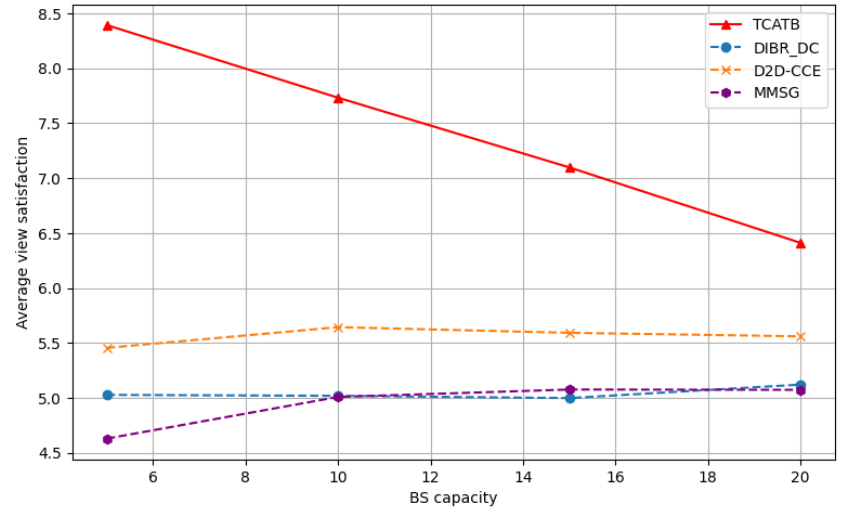 8.5
8.0
7.5
7.0
6.5
6.0
5.5
5.0
4.5
Average view satisfaction
TCATB
DIBR_DC
D2D-CCE
MMSG
6 8 10 12 14 16 18 20
BS capacity